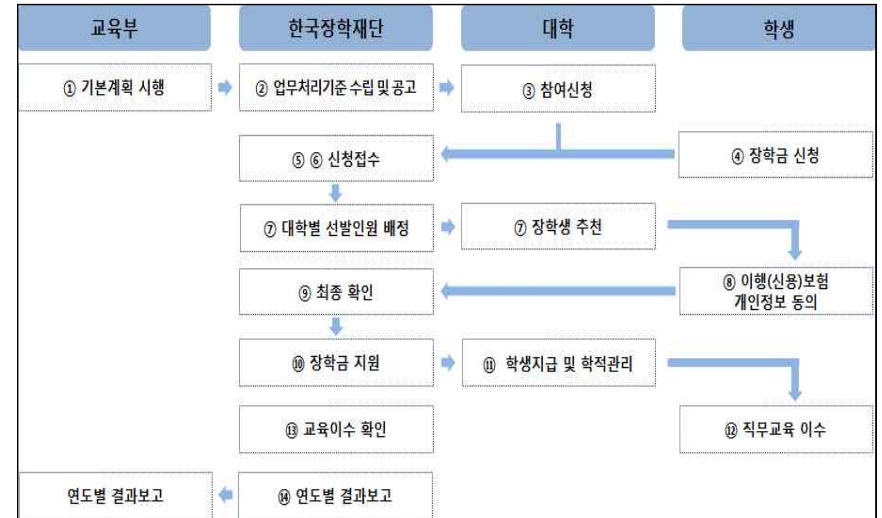 교육부
한국장학재단
대학
학생
① 기본계획 시행
② 업무처리기준 수립 및 공고
③ 참여신청
⑤ ⑥ 신청접수
④ 장학금 신청
⑦ 대학별 선발인원 배정
⑦ 장학생 추천
⑨ 최종 확인
⑧ 이행(신용)보험
개인정보 동의
⑩ 장학금 지원
⑪ 학생지급 및 학적관리
⑬ 교육이수 확인
⑫ 직무교육 이수
연도별 결과보고
⑭ 연도별 결과보고